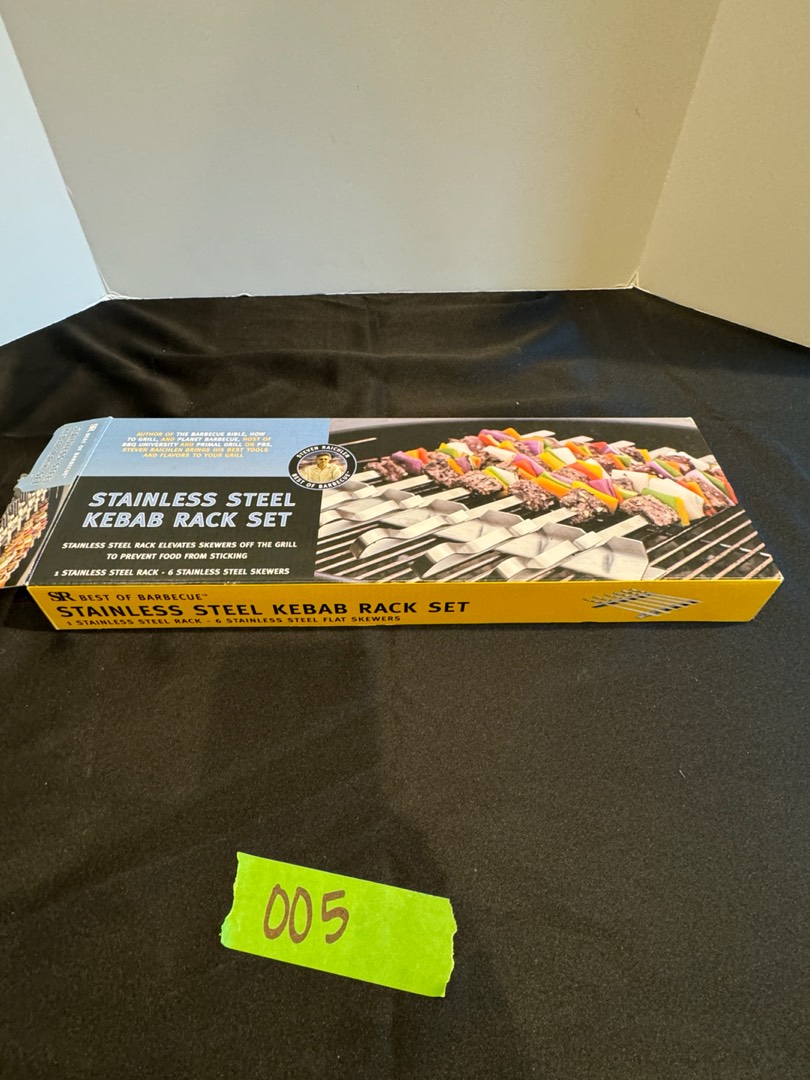 AUTHOR OF THE BARBECUE BIBLE, HOW
TO GRILL, AND PLANET BARBECUE, HOST OF
BBQ UNIVERSITY AND PRIMAL GRILL ON PBS,
STEVEN RAICHLEN BRINGS HIS BEST TOOLS
AND FLAVORS TO YOUR GRILL
STEVEN RAICHLEN
BEST OF BARBECUE
STAINLESS STEEL
KEBAB RACK SET
STAINLESS STEEL RACK ELEVATES SKEWERS OFF THE GRILL
TO PREVENT FOOD FROM STICKING
1 STAINLESS STEEL RACK - 6 STAINLESS STEEL SKEWERS
SR BEST OF BARBECUE™
STAINLESS STEEL KEBAB RACK SET
1 STAINLESS STEEL RACK - 6 STAINLESS STEEL FLAT SKEWERS
005